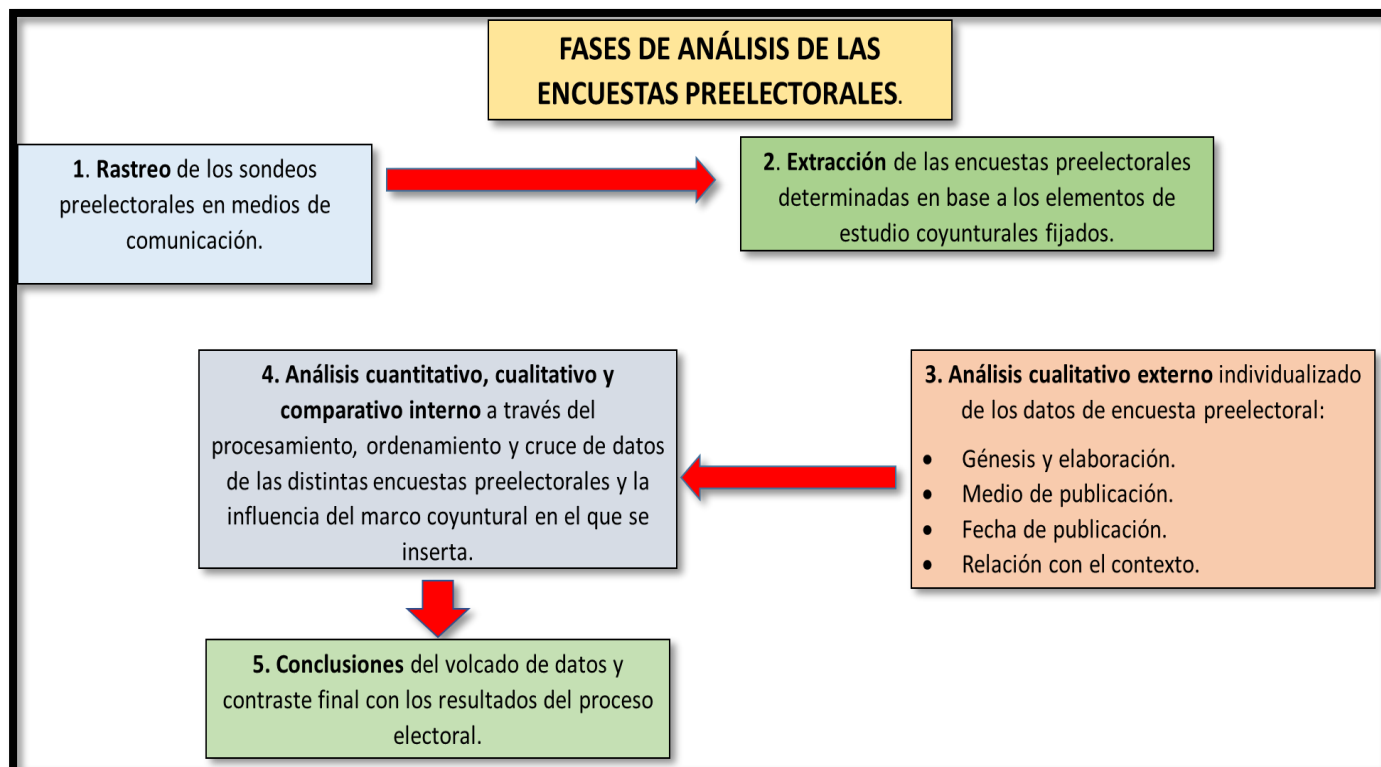 FASES DE ANÁLISIS DE LAS
ENCUESTAS PREELECTORALES.
1. Rastreo de los sondeos
preelectorales en medios de
comunicación.
2. Extracción de las encuestas preelectorales
determinadas en base a los elementos de
estudio coyunturales fijados.
3. Análisis cualitativo externo individualizado
de los datos de encuesta preelectoral:
• Génesis y elaboración.
• Medio de publicación.
• Fecha de publicación.
• Relación con el contexto.
4. Análisis cuantitativo, cualitativo y
comparativo interno a través del
procesamiento, ordenamiento y cruce de datos
de las distintas encuestas preelectorales y la
influencia del marco coyuntural en el que se
inserta.
5. Conclusiones del volcado de datos y
contraste final con los resultados del proceso
electoral.